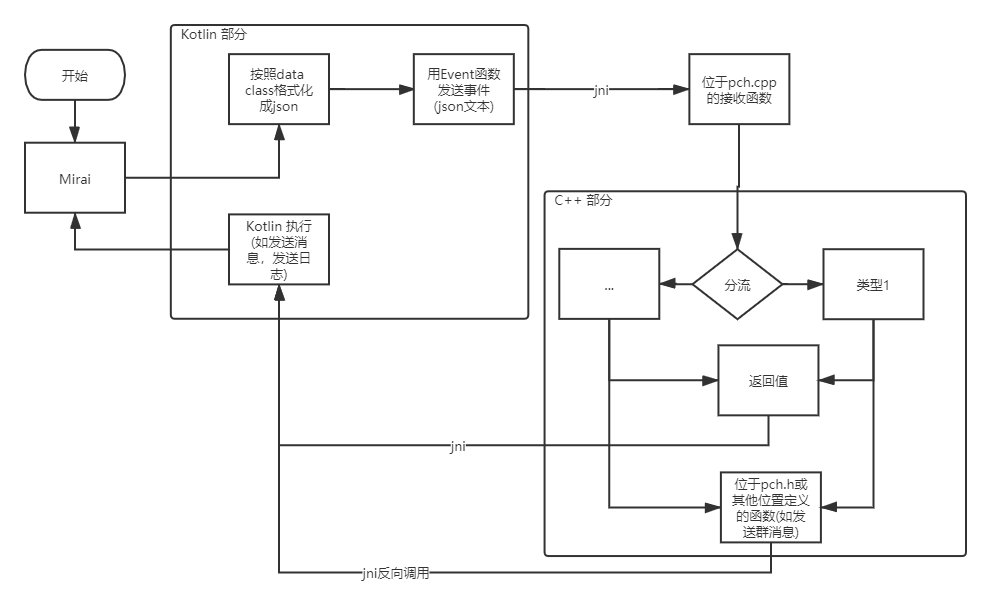 Kotlin 部分
开始
按照data
class格式化
成json
用Event函数
发送事件
(json文本)
jni
位于pch.cpp
的接收函数
Mirai
C++ 部分
Kotlin 执行
(如发送消
息，发送日
志)
...
分流
类型1
返回值
jni
位于pch.h或
其他位置定义
的函数(如发
送群消息)
jni反向调用